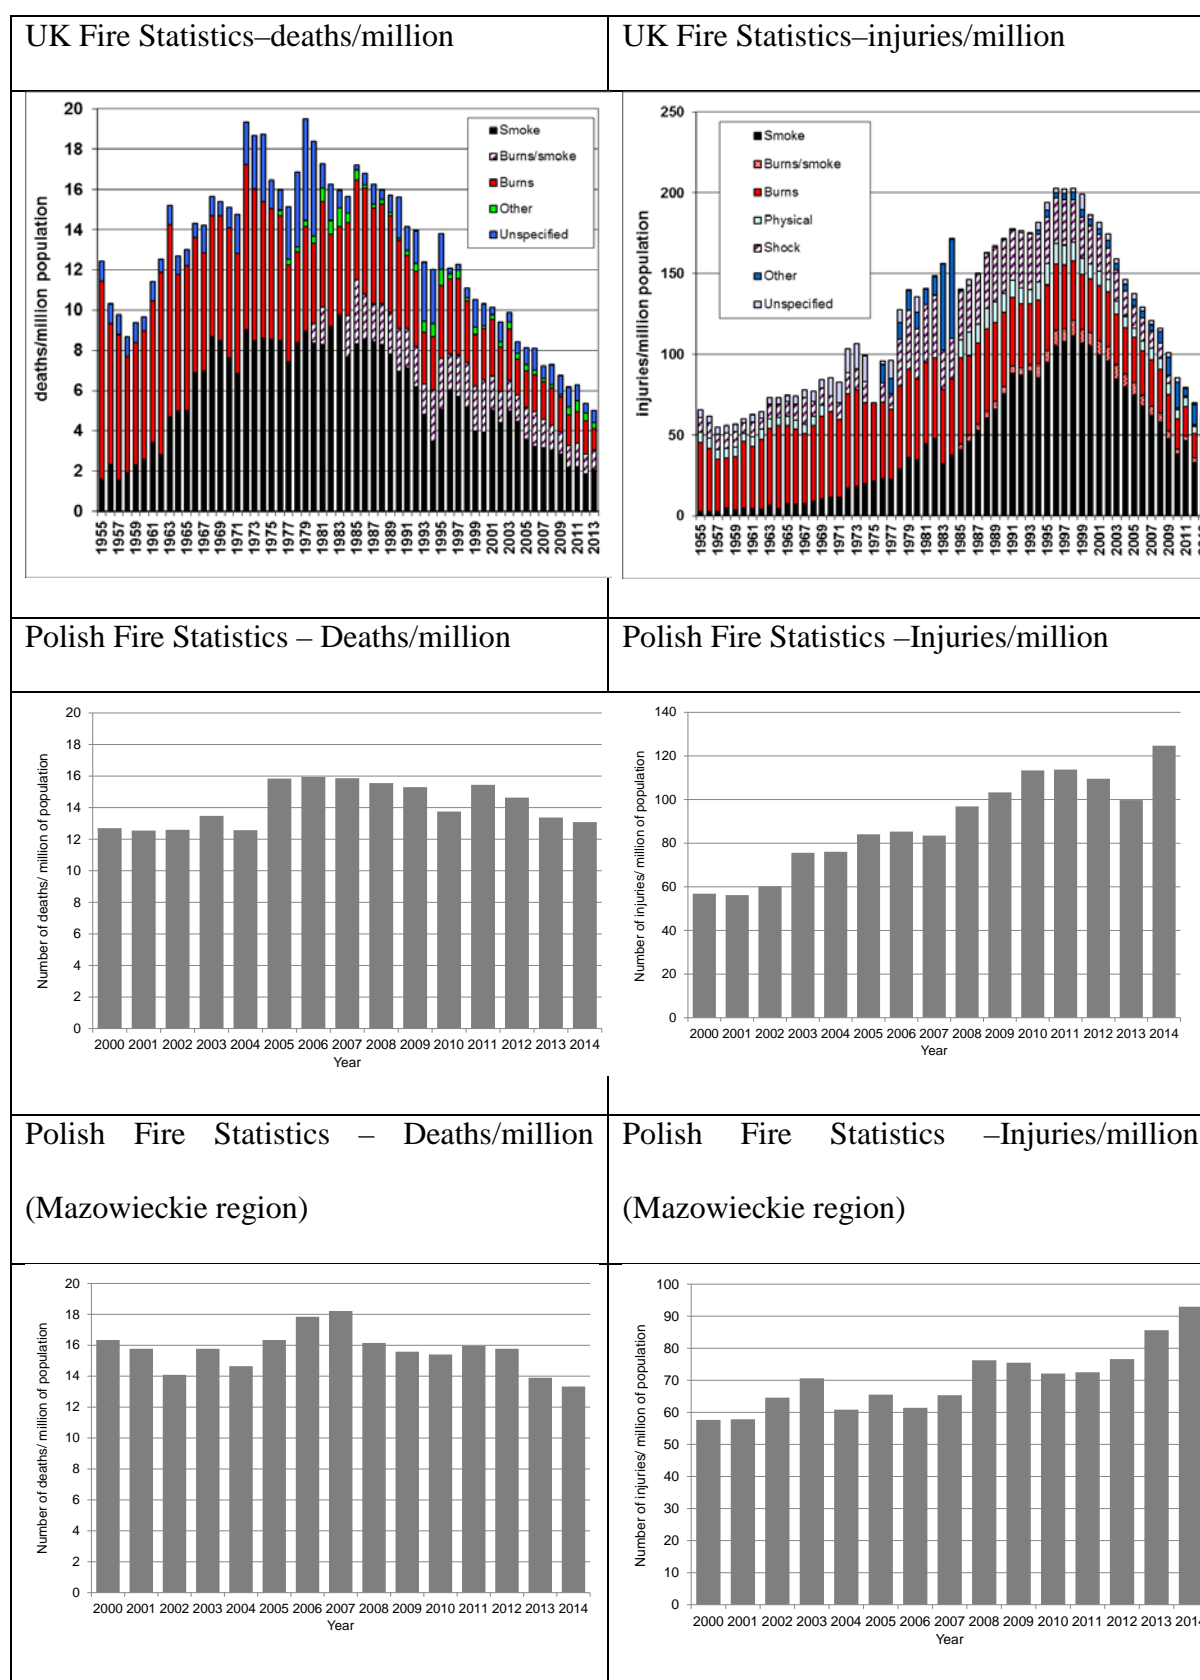 UK Fire Statistics–deaths/million
UK Fire Statistics–injuries/million
deaths/million population
20
18
16
14
12
10
8
6
4
2
0
Smoke
Burns/smoke
Burns
Other
Unspecified
1955 1957 1959 1961 1963 1965 1967 1969 1971 1973 1975 1977 1979 1981 1983 1985 1987 1989 1991 1993 1995 1997 1999 2001 2003 2005 2007 2009 2011 2013
injuries/million population
250
200
150
100
50
0
Smoke
Burns/smoke
Burns
Physical
Shock
Other
Unspecified
1955 1957 1959 1961 1963 1965 1967 1969 1971 1973 1975 1977 1979 1981 1983 1985 1987 1989 1991 1993 1995 1997 1999 2001 2003 2005 2007 2009 2011
Polish Fire Statistics – Deaths/million
Polish Fire Statistics –Injuries/million
Number of deaths/ million of population
20
18
16
14
12
10
8
6
4
2
0
2000 2001 2002 2003 2004 2005 2006 2007 2008 2009 2010 2011 2012 2013 2014
Year
Number of injuries/ million of population
140
120
100
80
60
40
20
0
2000 2001 2002 2003 2004 2005 2006 2007 2008 2009 2010 2011 2012 2013 2014
Year
Polish Fire Statistics – Deaths/million
(Mazowieckie region)
Polish Fire Statistics –Injuries/million
(Mazowieckie region)
Number of deaths/ million of population
20
18
16
14
12
10
8
6
4
2
0
2000 2001 2002 2003 2004 2005 2006 2007 2008 2009 2010 2011 2012 2013 2014
Year
Number of injuries/ million of population
100
90
80
70
60
50
40
30
20
10
0
2000 2001 2002 2003 2004 2005 2006 2007 2008 2009 2010 2011 2012 2013 2014
Year